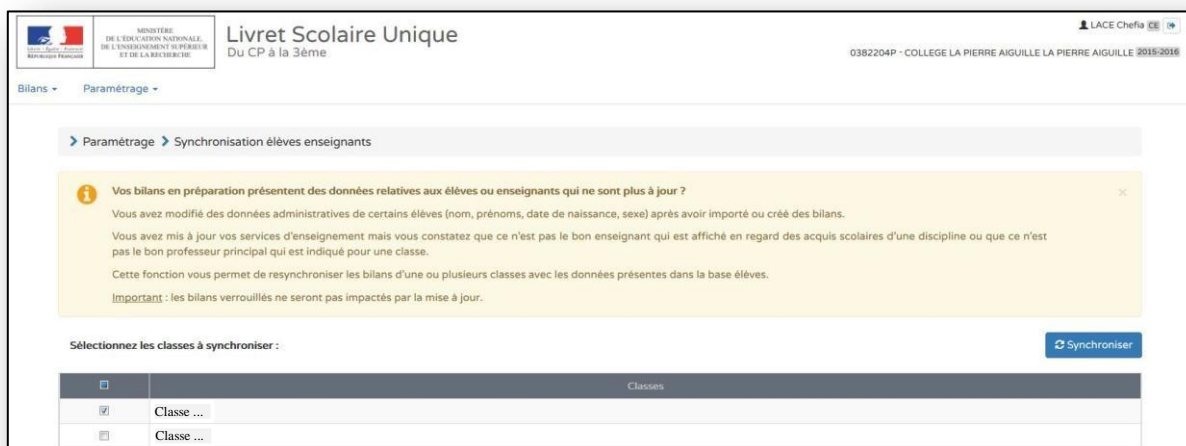 MINISTÈRE
DE L'ÉDUCATION NATIONALE,
DE L'ENSEIGNEMENT SUPÉRIEUR
ET DE LA RECHERCHE
Liberté • Égalité • Fraternité
RÉPUBLIQUE FRANÇAISE
Livret Scolaire Unique
Du CP à la 3ème
LACE Chefia CE
0382204P - COLLEGE LA PIERRE AIGUILLE LA PIERRE AIGUILLE 2015-2016
Bilans Paramétrage
Paramétrage Synchronisation élèves enseignants
Vos bilans en préparation présentent des données relatives aux élèves ou enseignants qui ne sont plus à jour ?
Vous avez modifié des données administratives de certains élèves (nom, prénoms, date de naissance, sexe) après avoir importé ou créé des bilans.
Vous avez mis à jour vos services d'enseignement mais vous constatez que ce n'est pas le bon enseignant qui est affiché en regard des acquis scolaires d'une discipline ou que ce n'est
pas le bon professeur principal qui est indiqué pour une classe.
Cette fonction vous permet de resynchroniser les bilans d'une ou plusieurs classes avec les données présentes dans la base élèves.
Important : les bilans verrouillés ne seront pas impactés par la mise à jour.
Sélectionnez les classes à synchroniser :
Synchroniser
Classes
Classe ...
Classe ...